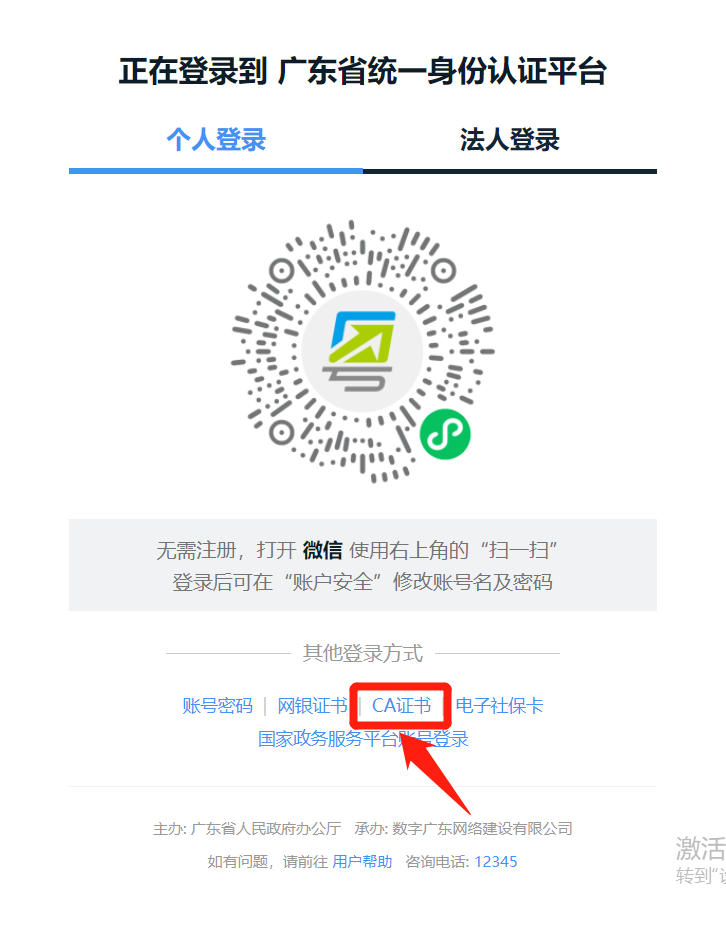 正在登录到 广东省统一身份认证平台
个人登录 法人登录
无需注册，打开 微信 使用右上角的“扫一扫”
登录后可在“账户安全”修改账号名及密码
其他登录方式
账号密码 | 网银证书 | CA证书 | 电子社保卡
国家政务服务平台账号登录
主办: 广东省人民政府办公厅 承办: 数字广东网络建设有限公司
如有问题，请前往 用户帮助 咨询电话: 12345
激活
转到“设